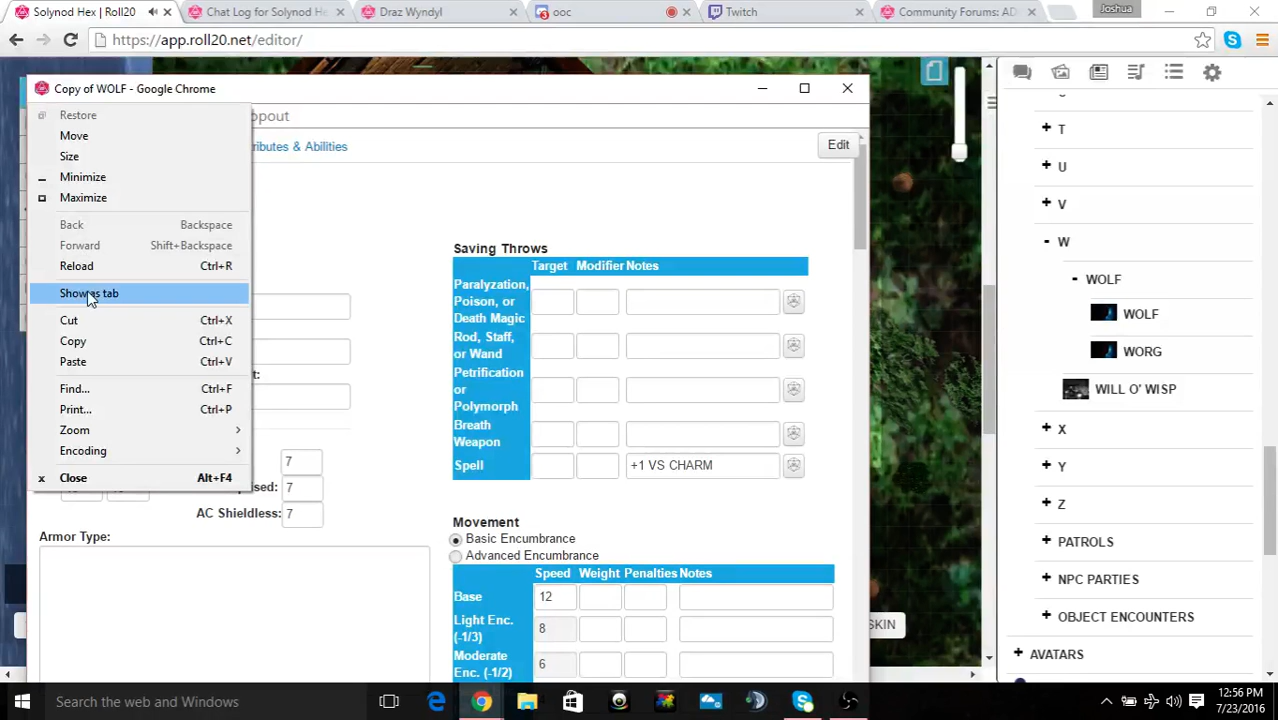 Solynod Hex | Roll20
Chat Log for Solynod He
Draz Wyndyl
ooc
Twitch
Community Forums: AD
Joshua
https://app.roll20.net/editor/
Copy of WOLF - Google Chrome
opout
Restore
Move
Size
Minimize
Maximize
Back Backspace
Forward Shift+Backspace
Reload Ctrl+R
Show as tab
Cut Ctrl+X
Copy Ctrl+C
Paste Ctrl+V
Find... Ctrl+F
Print... Ctrl+P
Zoom
Encoding
Close Alt+F4
tributes & Abilities
Edit
Saving Throws
Target Modifier Notes
Paralyzation,
Poison, or
Death Magic
Rod, Staff,
or Wand
Petrification
or
Polymorph
Breath
Weapon
Spell +1 VS CHARM
7
7
AC Shieldless: 7
Armor Type:
Movement
Basic Encumbrance
Advanced Encumbrance
Speed Weight Penalties Notes
Base 12
Light Enc.
(-1/3) 8
Moderate
Enc. (-1/2) 6
SKIN
+ T
+ U
+ V
- W
- WOLF
WOLF
WORG
WILL O' WISP
+ X
+ Y
+ Z
+ PATROLS
+ NPC PARTIES
+ OBJECT ENCOUNTERS
+ AVATARS
Search the web and Windows
12:56 PM
7/23/2016